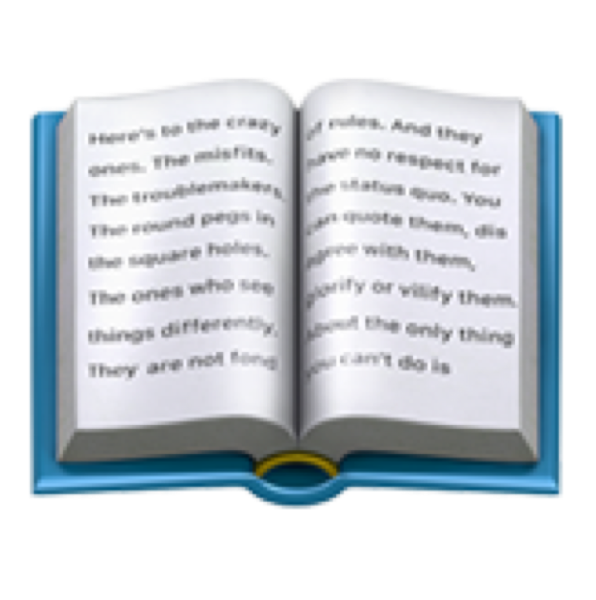 Here's to the crazy
ones. The misfits.
The troublemakers.
The round pegs in
the square holes.
The ones who see
things differently.
They are not fond
of rules. And they
have no respect for
the status quo. You
can quote them, dis
agree with them,
glorify or vilify them.
About the only thing
you can't do is